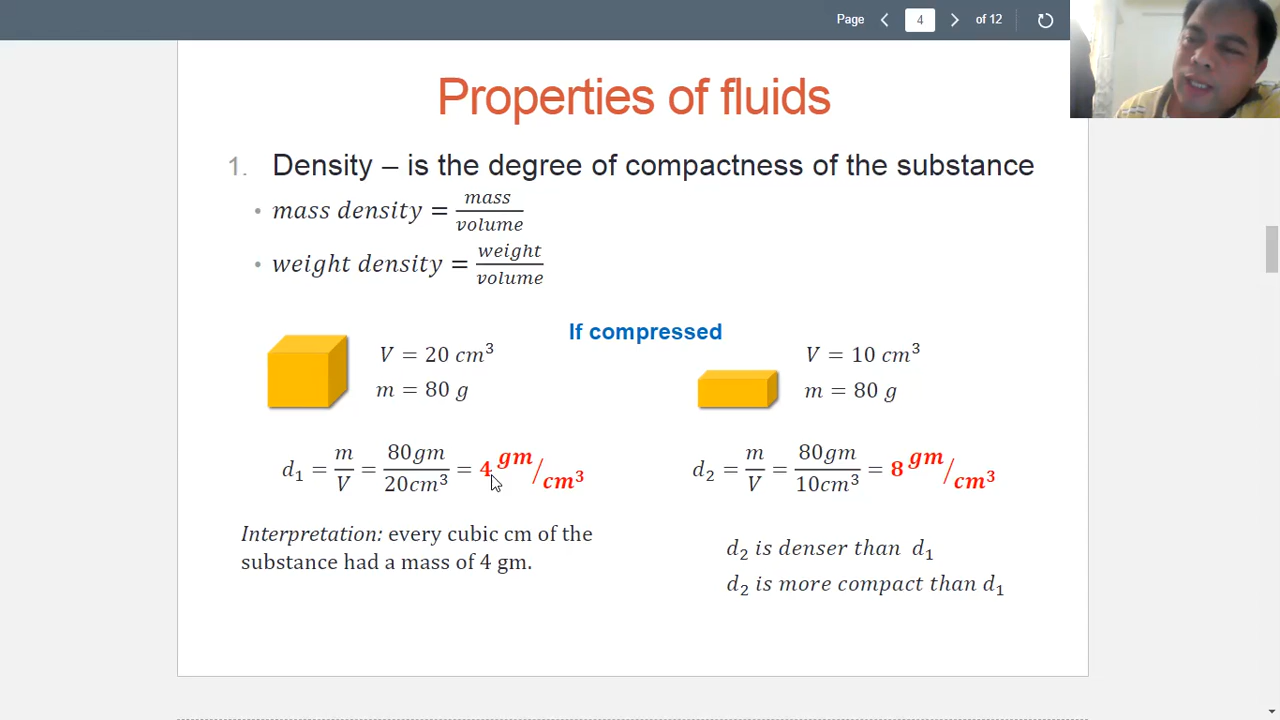 Page 4 of 12
Properties of fluids
1. Density – is the degree of compactness of the substance
• mass density = mass/volume
• weight density = weight/volume
If compressed
V = 20 cm³
m = 80 g
V = 10 cm³
m = 80 g
d₁ = m/V = 80gm/20cm³ = 4 gm/cm³
d₂ = m/V = 80gm/10cm³ = 8 gm/cm³
Interpretation: every cubic cm of the
substance had a mass of 4 gm.
d₂ is denser than d₁
d₂ is more compact than d₁